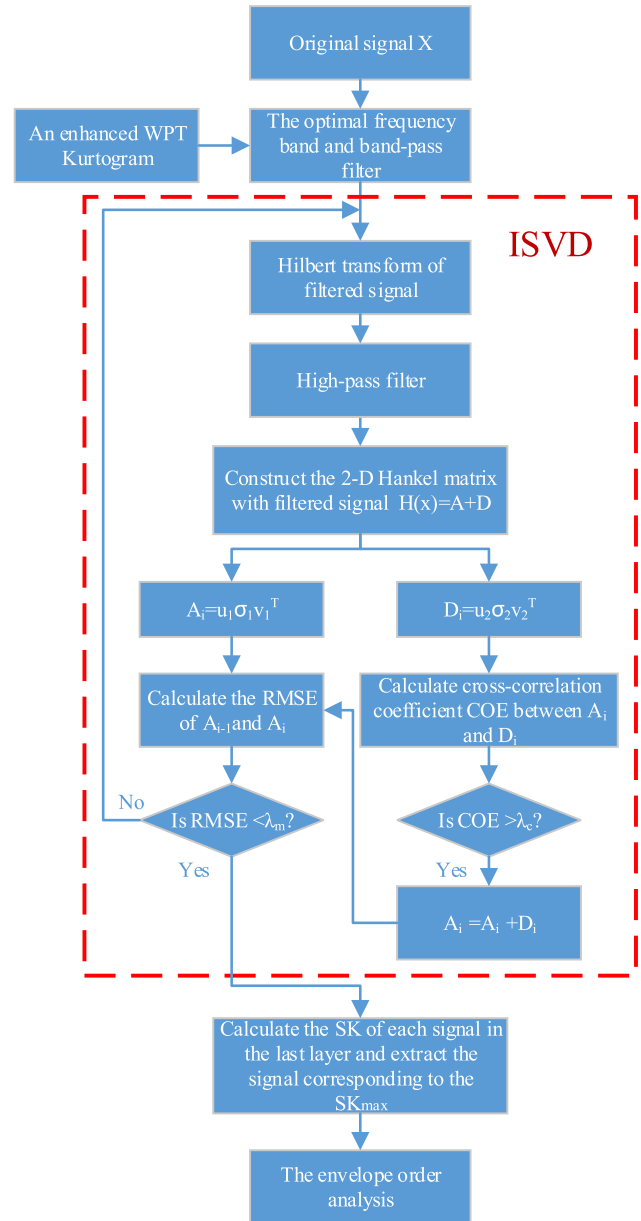 Original signal X
An enhanced WPT
Kurtogram
The optimal frequency
band and band-pass
filter
ISVD
Hilbert transform of
filtered signal
High-pass filter
Construct the 2-D Hankel matrix
with filtered signal H(x)=A+D
Aᵢ=u₁σ₁v₁ᵀ
Dᵢ=u₂σ₂v₂ᵀ
Calculate the RMSE
of Aᵢ₋₁and Aᵢ
Calculate cross-correlation
coefficient COE between Aᵢ
and Dᵢ
No
Is RMSE <λₘ?
Yes
Is COE >λ꜀?
Yes
Aᵢ =Aᵢ +Dᵢ
Calculate the SK of each signal in
the last layer and extract the
signal corresponding to the
SKₘₐₓ
The envelope order
analysis